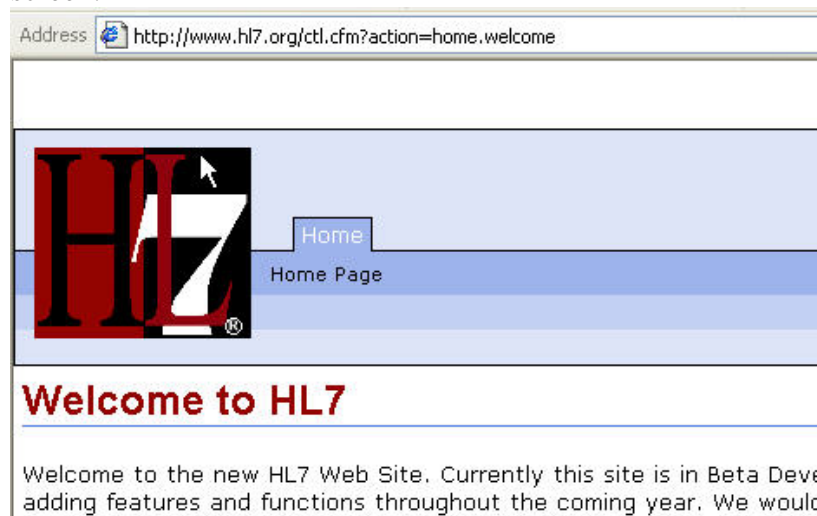 Address http://www.hl7.org/ctl.cfm?action=home.welcome
HL7®
Home
Home Page
Welcome to HL7
Welcome to the new HL7 Web Site. Currently this site is in Beta Deve
adding features and functions throughout the coming year. We would